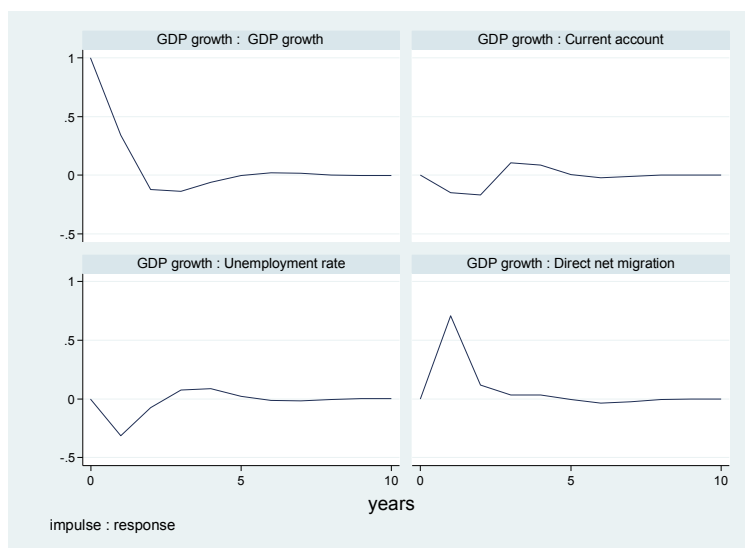 GDP growth : GDP growth
GDP growth : Current account
1
.5
0
-.5
GDP growth : Unemployment rate
GDP growth : Direct net migration
1
.5
0
-.5
0 5 10
0 5 10
years
impulse : response